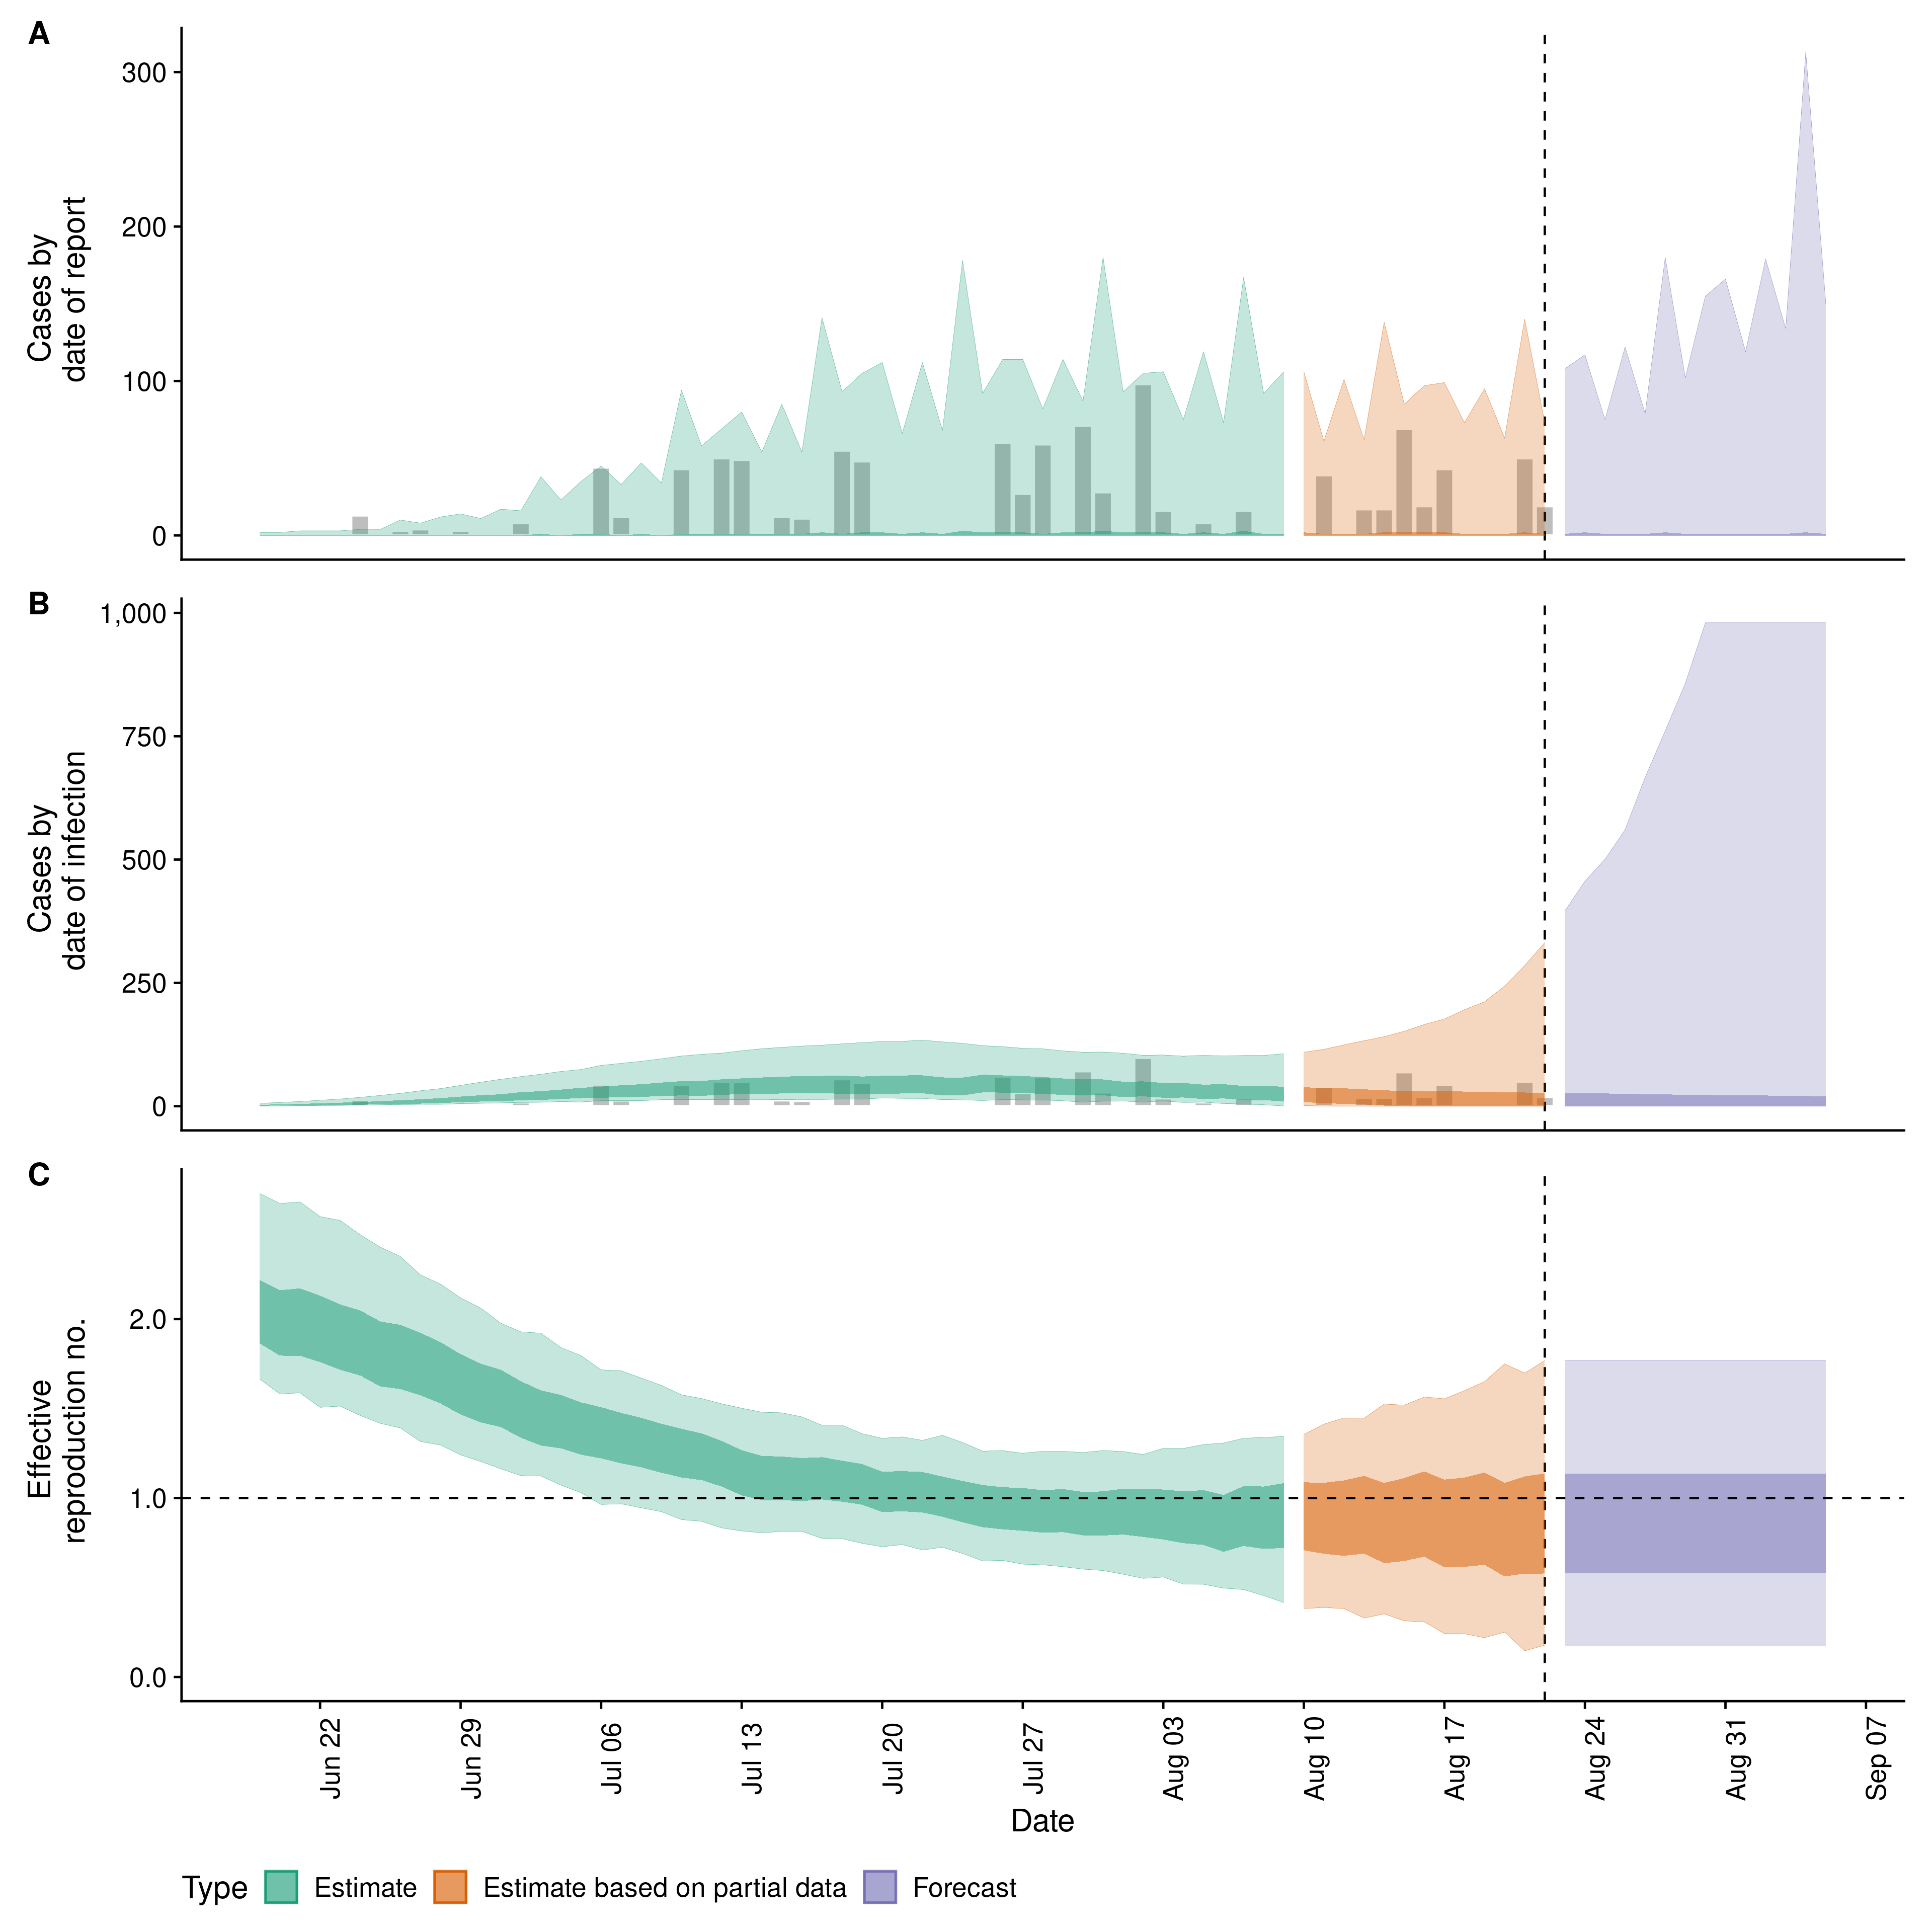 A
Cases by
date of report
300
200
100
0
B
Cases by
date of infection
1,000
750
500
250
0
C
Effective
reproduction no.
2.0
1.0
0.0
Jun 22
Jun 29
Jul 06
Jul 13
Jul 20
Jul 27
Aug 03
Aug 10
Aug 17
Aug 24
Aug 31
Sep 07
Date
Type Estimate Estimate based on partial data Forecast